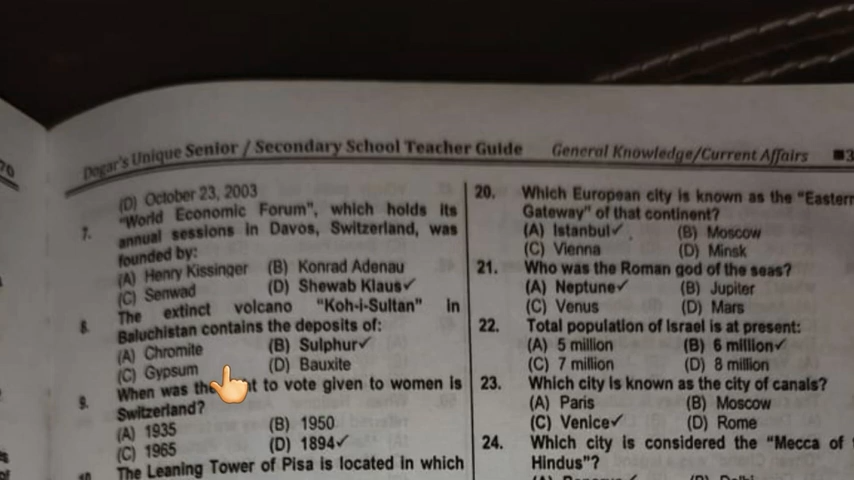 70
Dogar's Unique Senior / Secondary School Teacher Guide General Knowledge/Current Affairs ■3
(D) October 23, 2003
7. "World Economic Forum", which holds its
annual sessions in Davos, Switzerland, was
founded by:
(A) Henry Kissinger (B) Konrad Adenau
(C) Senwad (D) Shewab Klaus✓
8. The extinct volcano "Koh-i-Sultan" in
Baluchistan contains the deposits of:
(A) Chromite (B) Sulphur✓
(C) Gypsum (D) Bauxite
9. When was the to vote given to women is
Switzerland?
(A) 1935 (B) 1950
(C) 1965 (D) 1894✓
10. The Leaning Tower of Pisa is located in which
20. Which European city is known as the "Eastern
Gateway" of that continent?
(A) Istanbul✓ (B) Moscow
(C) Vienna (D) Minsk
21. Who was the Roman god of the seas?
(A) Neptune✓ (B) Jupiter
(C) Venus (D) Mars
22. Total population of Israel is at present:
(A) 5 million (B) 6 million✓
(C) 7 million (D) 8 million
23. Which city is known as the city of canals?
(A) Paris (B) Moscow
(C) Venice✓ (D) Rome
24. Which city is considered the "Mecca of
Hindus"?